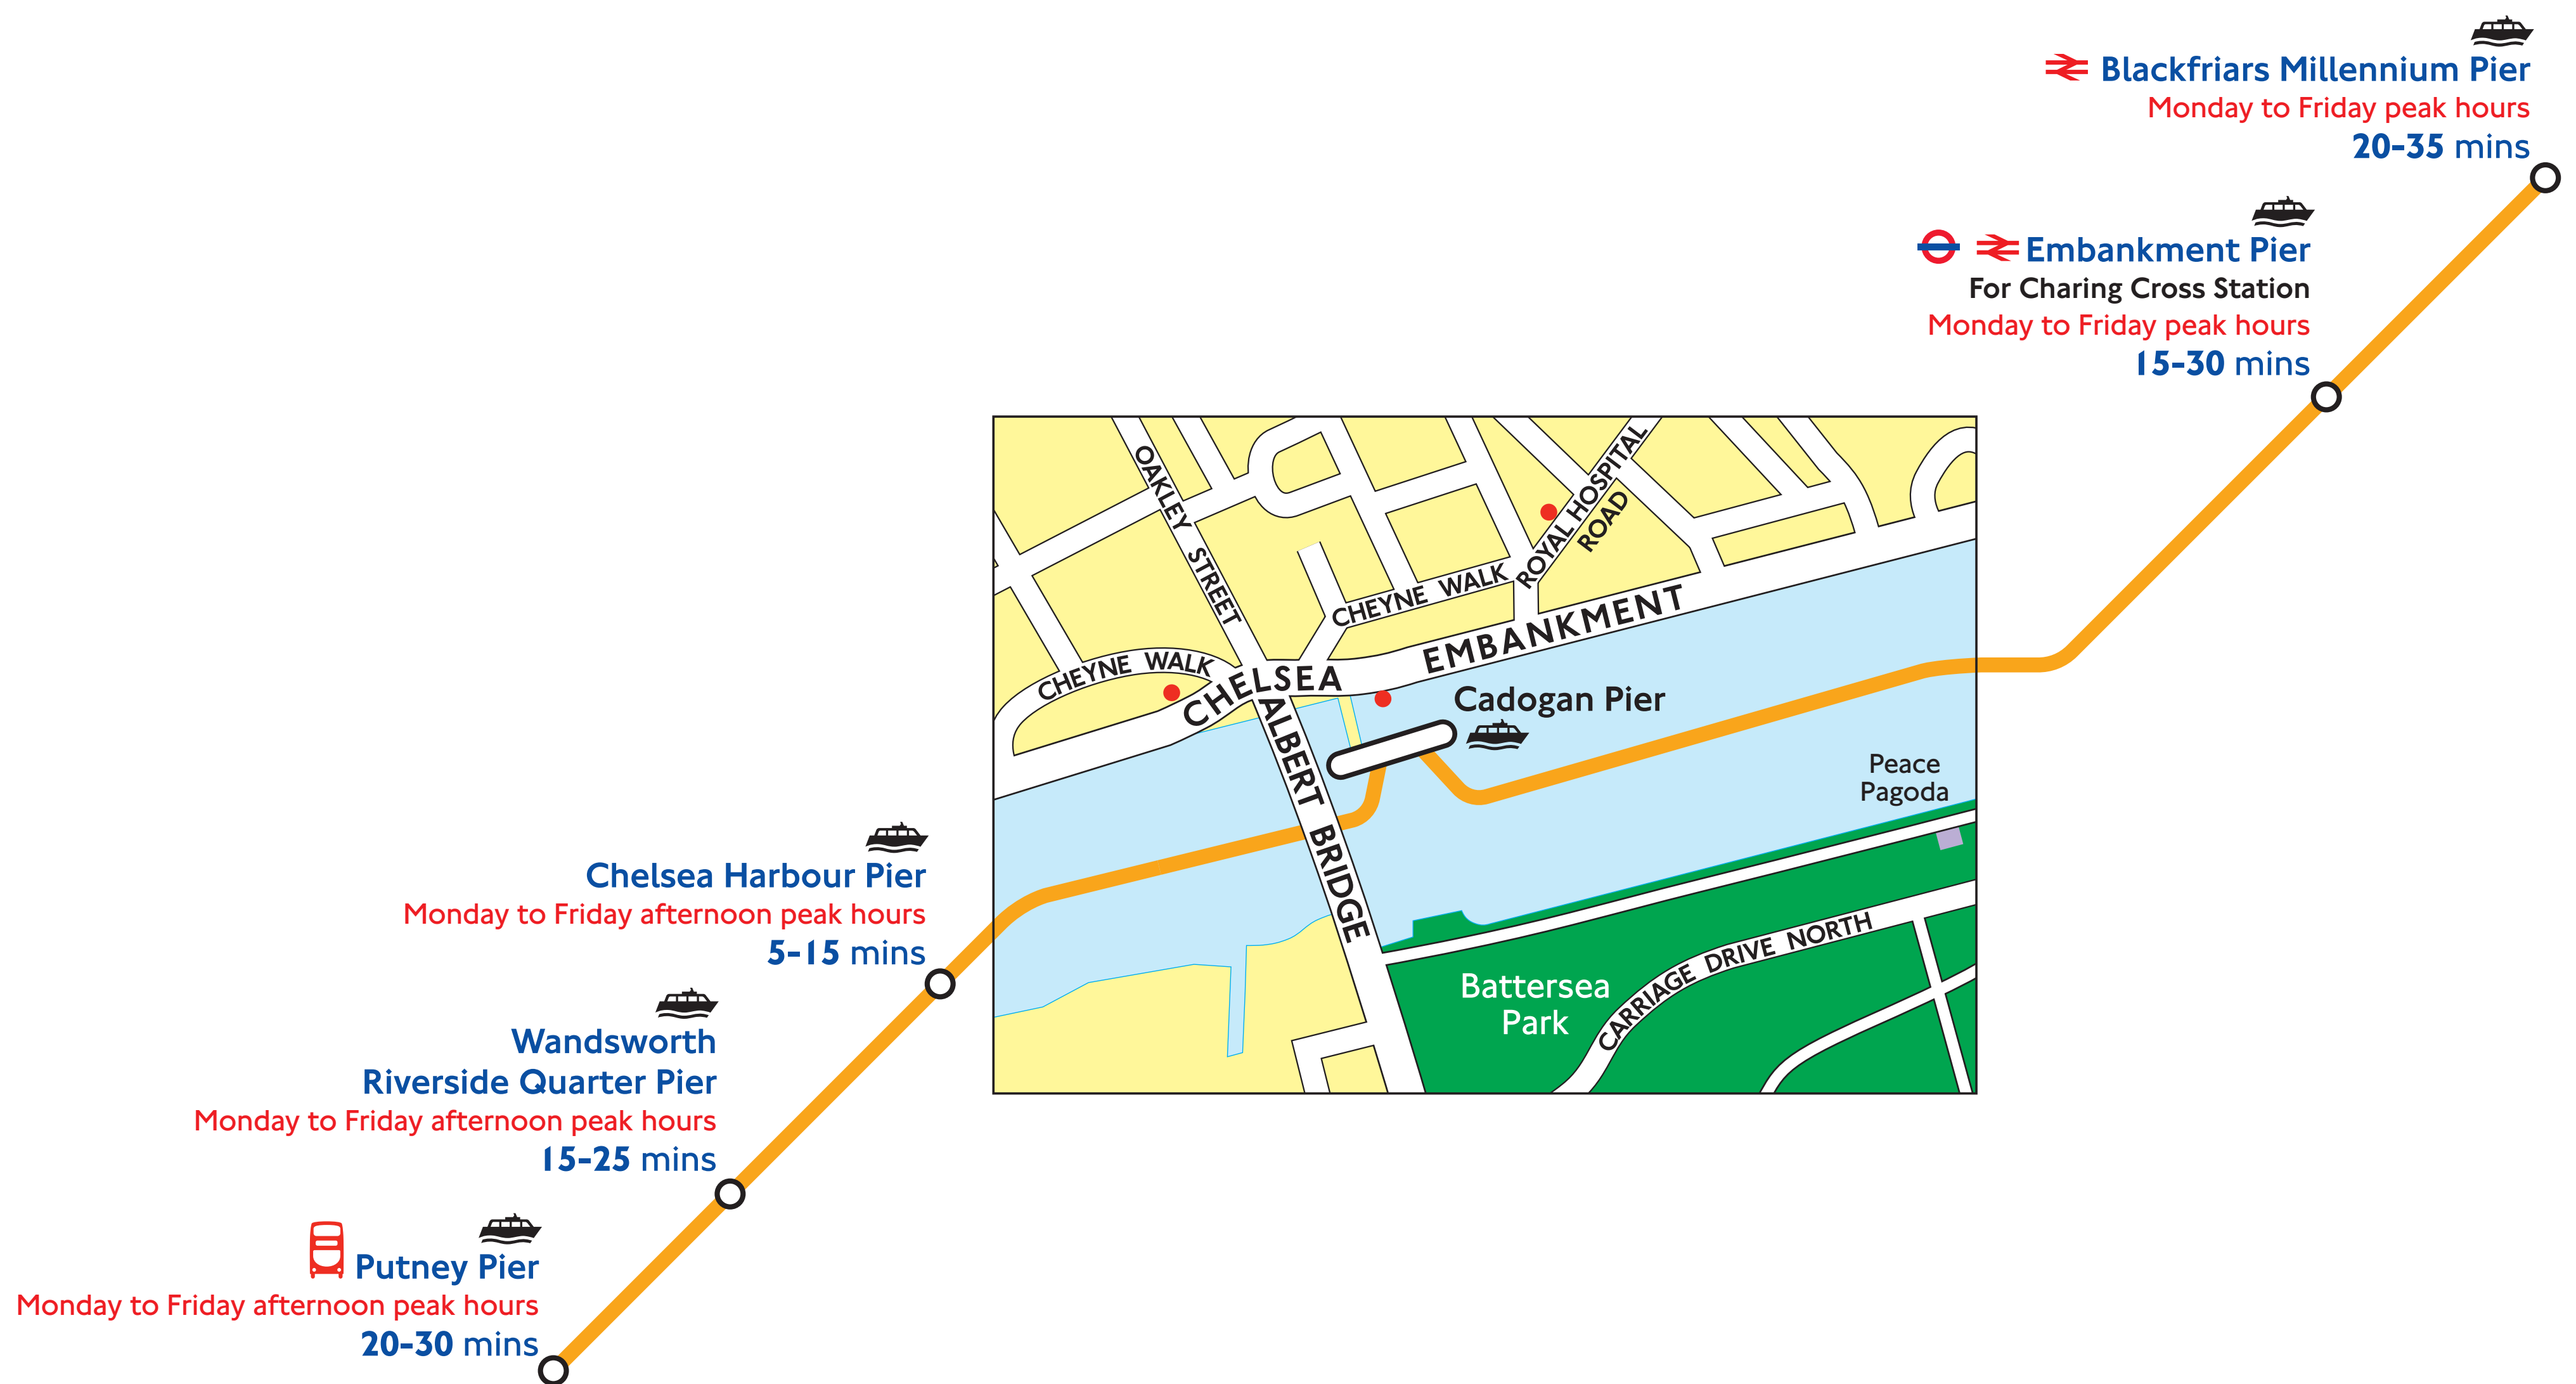 Blackfriars Millennium Pier
Monday to Friday peak hours
20-35 mins
Embankment Pier
For Charing Cross Station
Monday to Friday peak hours
15-30 mins
OAKLEY STREET
ROYAL HOSPITAL
ROAD
CHEYNE WALK
CHEYNE WALK
CHELSEA EMBANKMENT
Cadogan Pier
ALBERT BRIDGE
Peace
Pagoda
Battersea
Park
CARRIAGE DRIVE NORTH
Chelsea Harbour Pier
Monday to Friday afternoon peak hours
5-15 mins
Wandsworth
Riverside Quarter Pier
Monday to Friday afternoon peak hours
15-25 mins
Putney Pier
Monday to Friday afternoon peak hours
20-30 mins